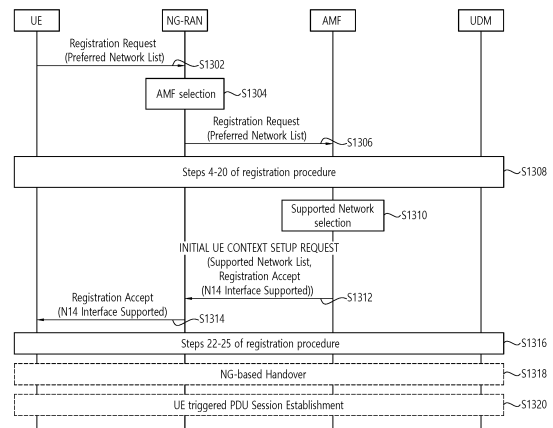 UE
NG-RAN
AMF
UDM
Registration Request
(Preferred Network List)
S1302
AMF selection
S1304
Registration Request
(Preferred Network List)
S1306
Steps 4-20 of registration procedure
S1308
Supported Network
selection
S1310
INITIAL UE CONTEXT SETUP REQUEST
(Supported Network List,
Registration Accept
(N14 Interface Supported))
S1312
Registration Accept
(N14 Interface Supported)
S1314
Steps 22-25 of registration procedure
S1316
NG-based Handover
S1318
UE triggered PDU Session Establishment
S1320